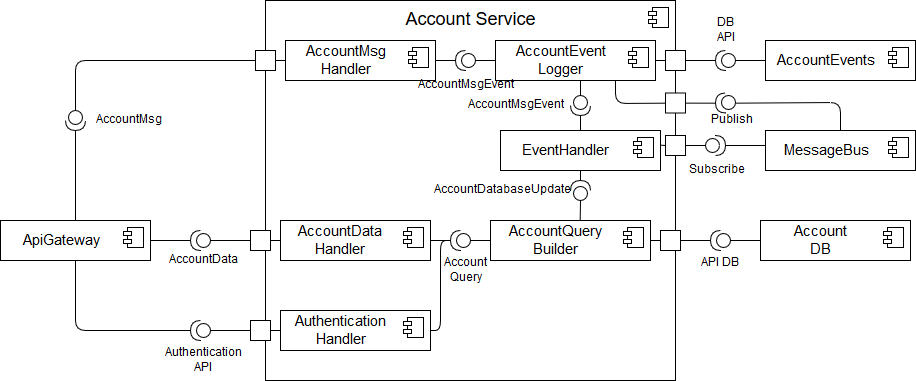 Account Service
DB
API
AccountMsg
Handler
AccountEvent
Logger
AccountEvents
AccountMsgEvent
AccountMsgEvent
AccountMsg
Publish
EventHandler
MessageBus
Subscribe
AccountDatabaseUpdate
ApiGateway
AccountData
Handler
AccountQuery
Builder
Account
DB
AccountData
Account
Query
API DB
Authentication
Handler
Authentication
API